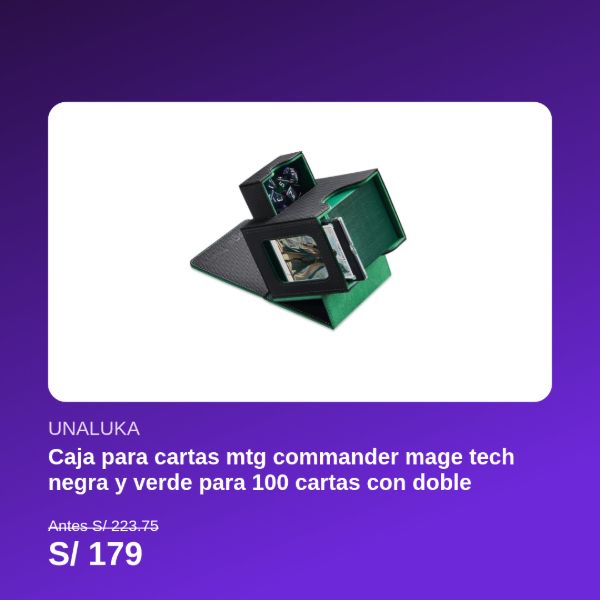 UNALUKA
Caja para cartas mtg commander mage tech
negra y verde para 100 cartas con doble
Antes S/ 223.75
S/ 179